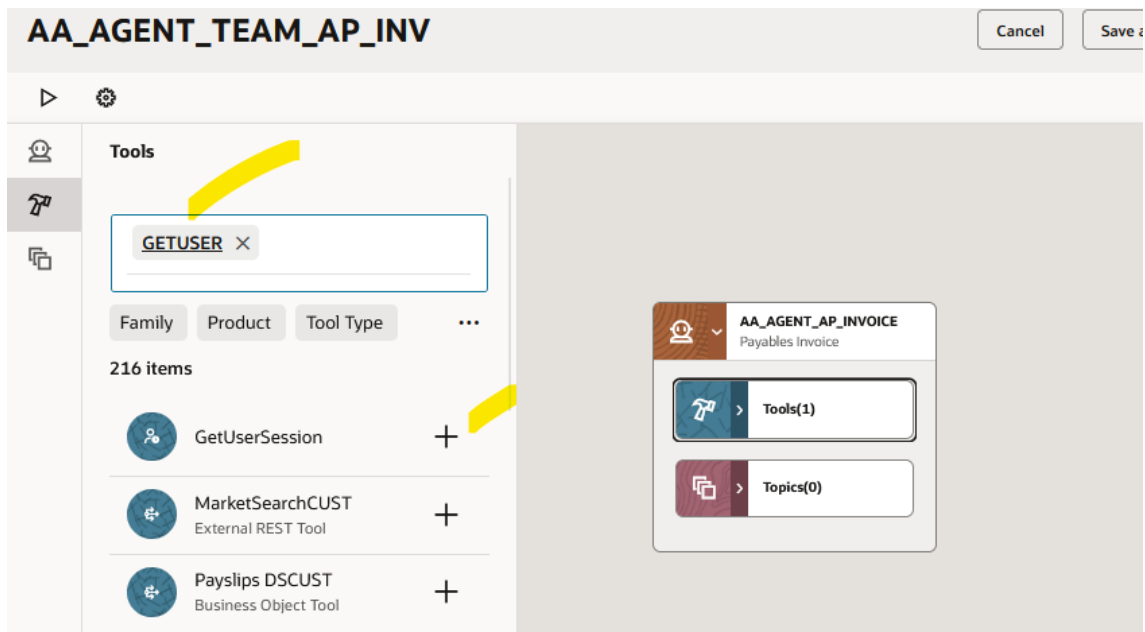 AA_AGENT_TEAM_AP_INV
Cancel
Save a
Tools
GETUSER
Family
Product
Tool Type
216 items
GetUserSession
MarketSearchCUST
External REST Tool
Payslips DSCUST
Business Object Tool
AA_AGENT_AP_INVOICE
Payables Invoice
Tools(1)
Topics(0)